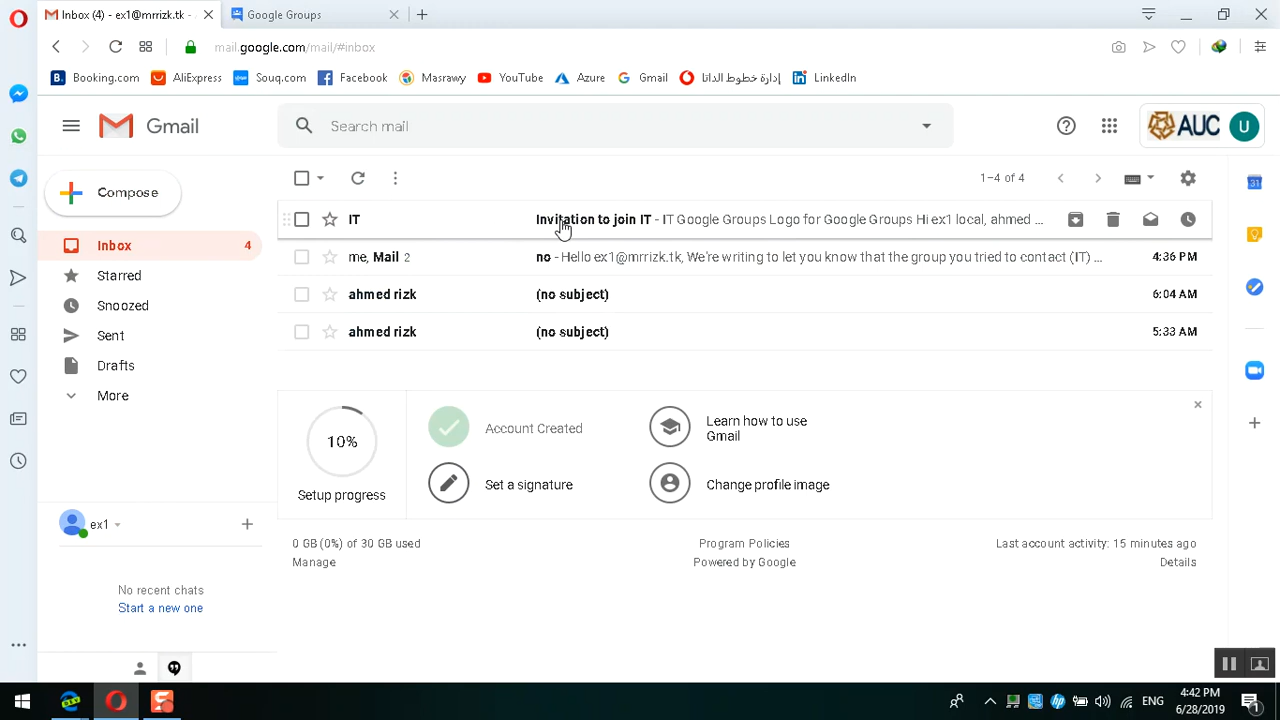 Inbox (4) - ex1@mrrizk.tk -
Google Groups
mail.google.com/mail/#inbox
B.
Booking.com
AliExpress
Souq.com
Facebook
Masrawy
YouTube
Azure
Gmail
إدارة خطوط الداتا
LinkedIn
Gmail
Search mail
AUC
U
Compose
1–4 of 4
31
Inbox
4
IT
Invitation to join IT - IT Google Groups Logo for Google Groups Hi ex1 local, ahmed ...
me, Mail 2
no - Hello ex1@mrrizk.tk, We're writing to let you know that the group you tried to contact (IT) ...
4:36 PM
Starred
ahmed rizk
(no subject)
6:04 AM
Snoozed
ahmed rizk
(no subject)
5:33 AM
Sent
Drafts
More
10%
Setup progress
Account Created
Learn how to use
Gmail
Set a signature
Change profile image
ex1
0 GB (0%) of 30 GB used
Manage
Program Policies
Powered by Google
Last account activity: 15 minutes ago
Details
No recent chats
Start a new one
ENG
4:42 PM
6/28/2019
1